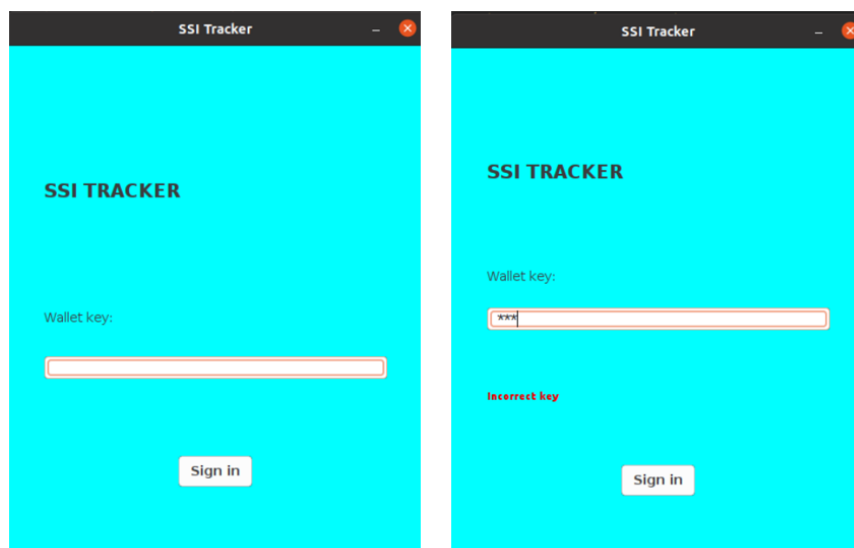 SSI Tracker
SSI TRACKER
Wallet key:
Sign in
SSI Tracker
SSI TRACKER
Wallet key:
***
Incorrect key
Sign in